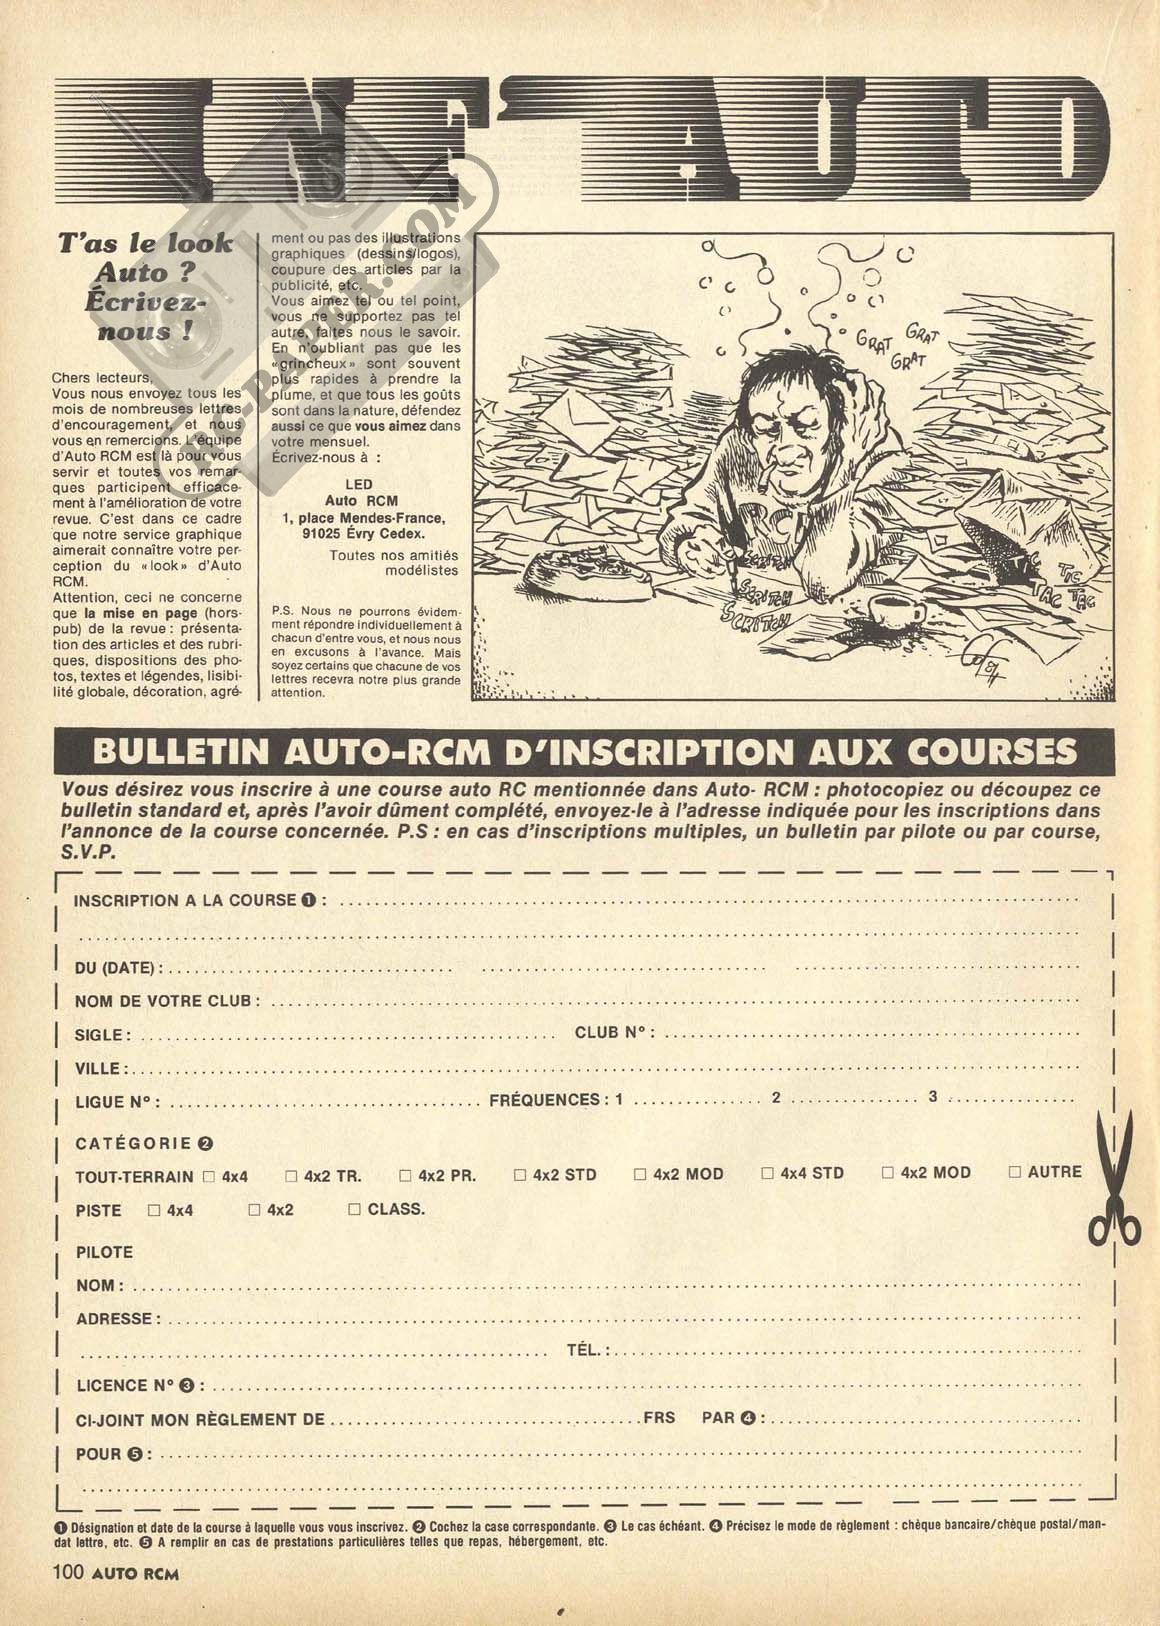 INF'AUTO
T'as le look
Auto ?
Écrivez-
nous !
Chers lecteurs,
Vous nous envoyez tous les
mois de nombreuses lettres
d'encouragement, et nous
vous en remercions. L'équipe
d'Auto RCM est là pour vous
servir et toutes vos remar-
ques participent efficace-
ment à l'amélioration de votre
revue. C'est dans ce cadre
que notre service graphique
aimerait connaître votre per-
ception du «look» d'Auto
RCM.
Attention, ceci ne concerne
que la mise en page (hors-
pub) de la revue : présenta-
tion des articles et des rubri-
ques, dispositions des pho-
tos, textes et légendes, lisibi-
lité globale, décoration, agré-
ment ou pas des illustrations
graphiques (dessins/logos),
coupure des articles par la
publicité, etc.
Vous aimez tel ou tel point,
vous ne supportez pas tel
autre, faites nous le savoir.
En n'oubliant pas que les
«grincheux» sont souvent
plus rapides à prendre la
plume, et que tous les goûts
sont dans la nature, défendez
aussi ce que vous aimez dans
votre mensuel.
Écrivez-nous à :
LED
Auto RCM
1, place Mendes-France,
91025 Évry Cedex.
Toutes nos amitiés
modélistes
P.S. Nous ne pourrons évidem-
ment répondre individuellement à
chacun d'entre vous, et nous nous
en excusons à l'avance. Mais
soyez certains que chacune de vos
lettres recevra notre plus grande
attention.
RC-PAPER.COM
GRAT GRAT
GRAT
SCRITCH
SCRITCH
SCRITCH
TIC TIC
TAC TAC
BULLETIN AUTO-RCM D'INSCRIPTION AUX COURSES
Vous désirez vous inscrire à une course auto RC mentionnée dans Auto- RCM : photocopiez ou découpez ce
bulletin standard et, après l'avoir dûment complété, envoyez-le à l'adresse indiquée pour les inscriptions dans
l'annonce de la course concernée. P.S : en cas d'inscriptions multiples, un bulletin par pilote ou par course,
S.V.P.
INSCRIPTION A LA COURSE ❶ :
DU (DATE) :
NOM DE VOTRE CLUB :
SIGLE : CLUB N° :
VILLE :
LIGUE N° : FRÉQUENCES : 1 2 3
CATÉGORIE ❷
TOUT-TERRAIN □ 4x4 □ 4x2 TR. □ 4x2 PR. □ 4x2 STD □ 4x2 MOD □ 4x4 STD □ 4x2 MOD □ AUTRE
PISTE □ 4x4 □ 4x2 □ CLASS.
PILOTE
NOM :
ADRESSE :
TÉL. :
LICENCE N° ❸ :
CI-JOINT MON RÈGLEMENT DE FRS PAR ❹ :
POUR ❺ :
❶ Désignation et date de la course à laquelle vous vous inscrivez. ❷ Cochez la case correspondante. ❸ Le cas échéant. ❹ Précisez le mode de règlement : chèque bancaire/chèque postal/man-
dat lettre, etc. ❺ A remplir en cas de prestations particulières telles que repas, hébergement, etc.
100 AUTO RCM